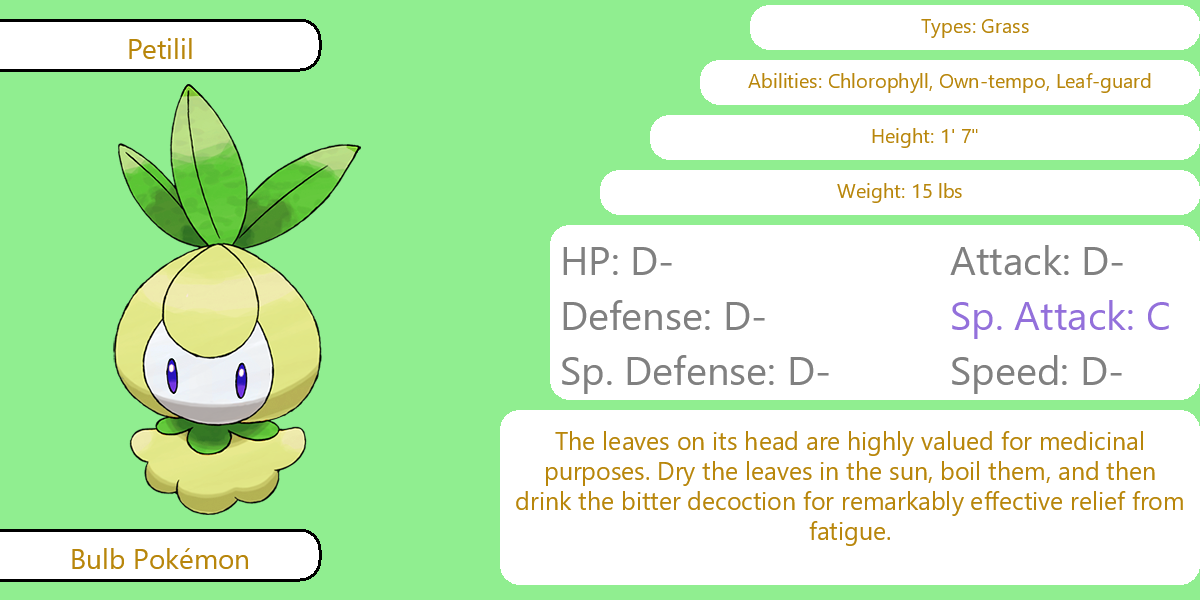 Petilil
Types: Grass
Abilities: Chlorophyll, Own-tempo, Leaf-guard
Height: 1' 7"
Weight: 15 lbs
HP: D-
Attack: D-
Defense: D-
Sp. Attack: C
Sp. Defense: D-
Speed: D-
The leaves on its head are highly valued for medicinal
purposes. Dry the leaves in the sun, boil them, and then
drink the bitter decoction for remarkably effective relief from
fatigue.
Bulb Pokémon